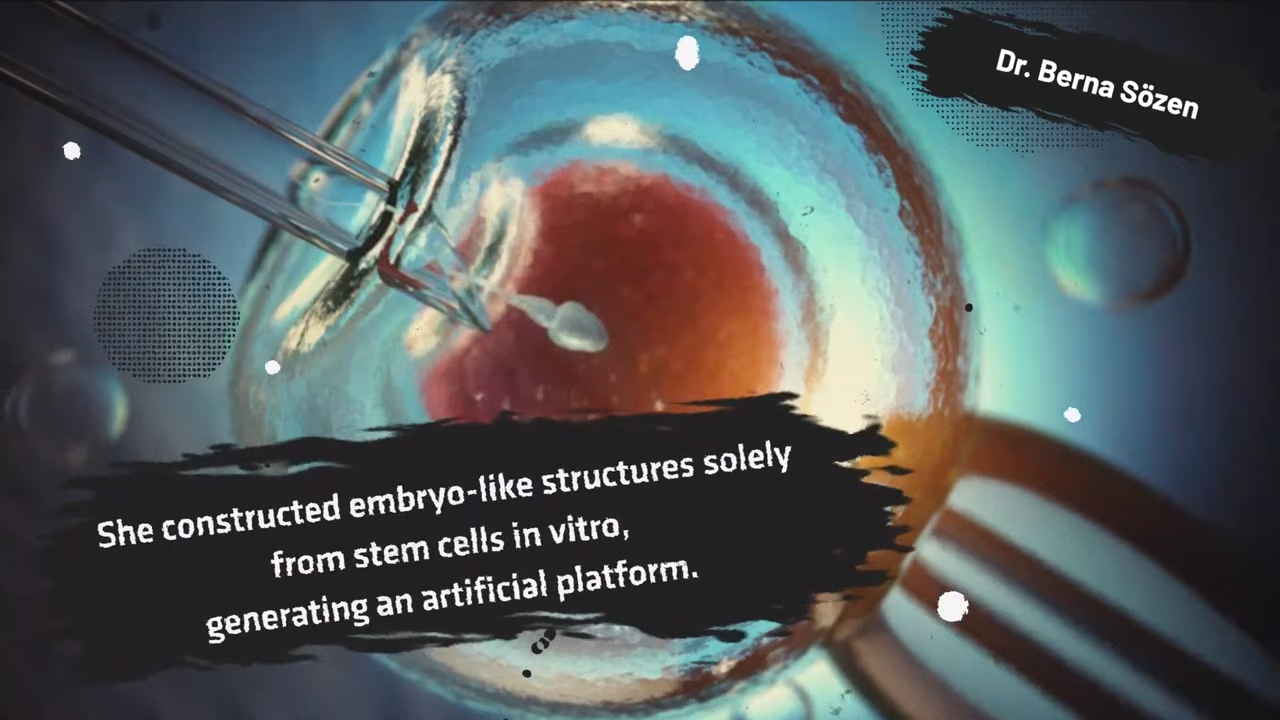 Dr. Berna Sözen
She constructed embryo-like structures solely
from stem cells in vitro,
generating an artificial platform.